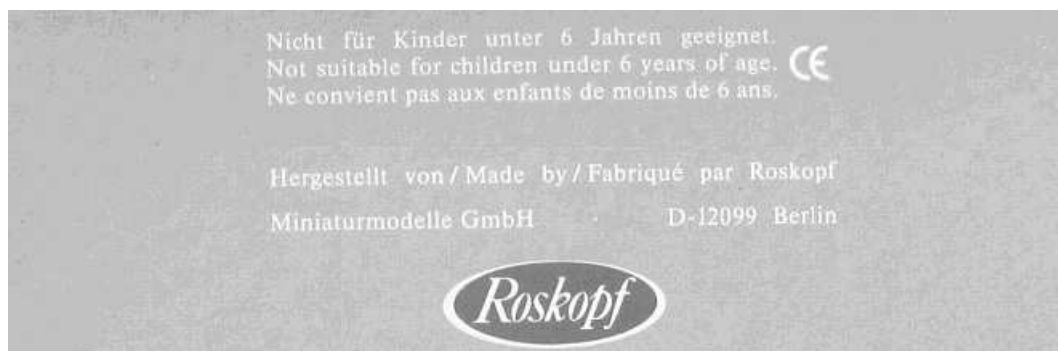 Nicht für Kinder unter 6 Jahren geeignet.
Not suitable for children under 6 years of age. CE
Ne convient pas aux enfants de moins de 6 ans.
Hergestellt von / Made by / Fabriqué par Roskopf
Miniaturmodelle GmbH · D-12099 Berlin
Roskopf